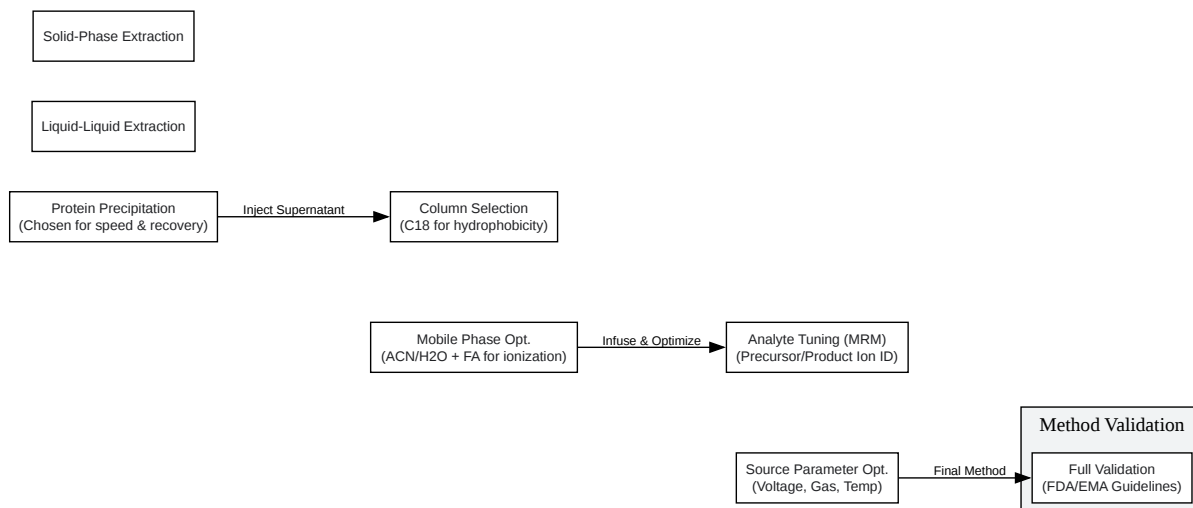 Solid-Phase Extraction
Liquid-Liquid Extraction
Protein Precipitation
(Chosen for speed & recovery)
Inject Supernatant
Column Selection
(C18 for hydrophobicity)
Mobile Phase Opt.
(ACN/H2O + FA for ionization)
Infuse & Optimize
Analyte Tuning (MRM)
(Precursor/Product Ion ID)
Method Validation
Source Parameter Opt.
(Voltage, Gas, Temp)
Final Method
Full Validation
(FDA/EMA Guidelines)